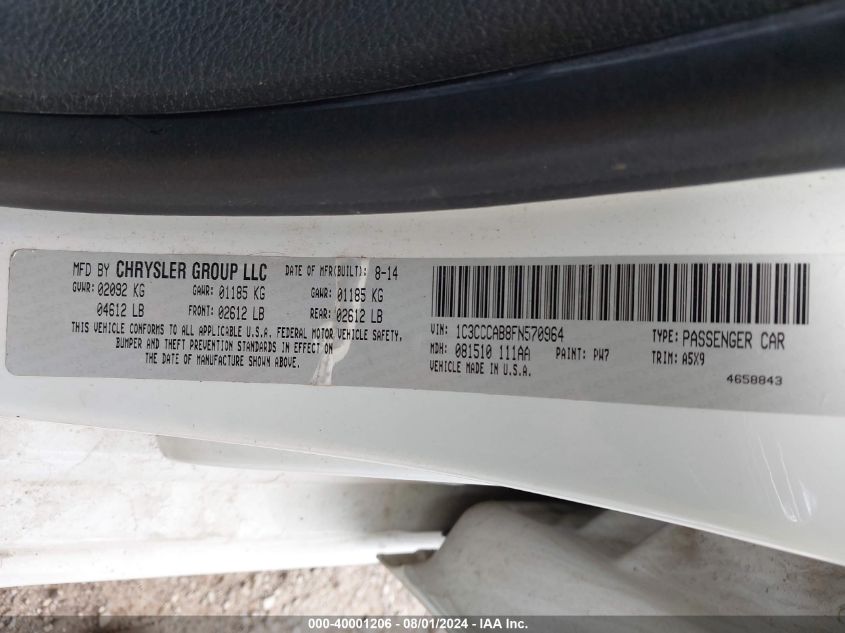 MFD BY CHRYSLER GROUP LLC DATE OF MFR(BUILT): 8-14
GVWR: 02092 KG GAWR: 01185 KG GAWR: 01185 KG
04612 LB FRONT: 02612 LB REAR: 02612 LB
THIS VEHICLE CONFORMS TO ALL APPLICABLE U.S.A. FEDERAL MOTOR VEHICLE SAFETY,
BUMPER AND THEFT PREVENTION STANDARDS IN EFFECT ON
THE DATE OF MANUFACTURE SHOWN ABOVE.
VIN: 1C3CCCAB8FN570964 TYPE: PASSENGER CAR
MDH: 081510 111AA PAINT: PW7 TRIM: A5X9
VEHICLE MADE IN U.S.A.
4658843
000-40001206 - 08/01/2024 - IAA Inc.